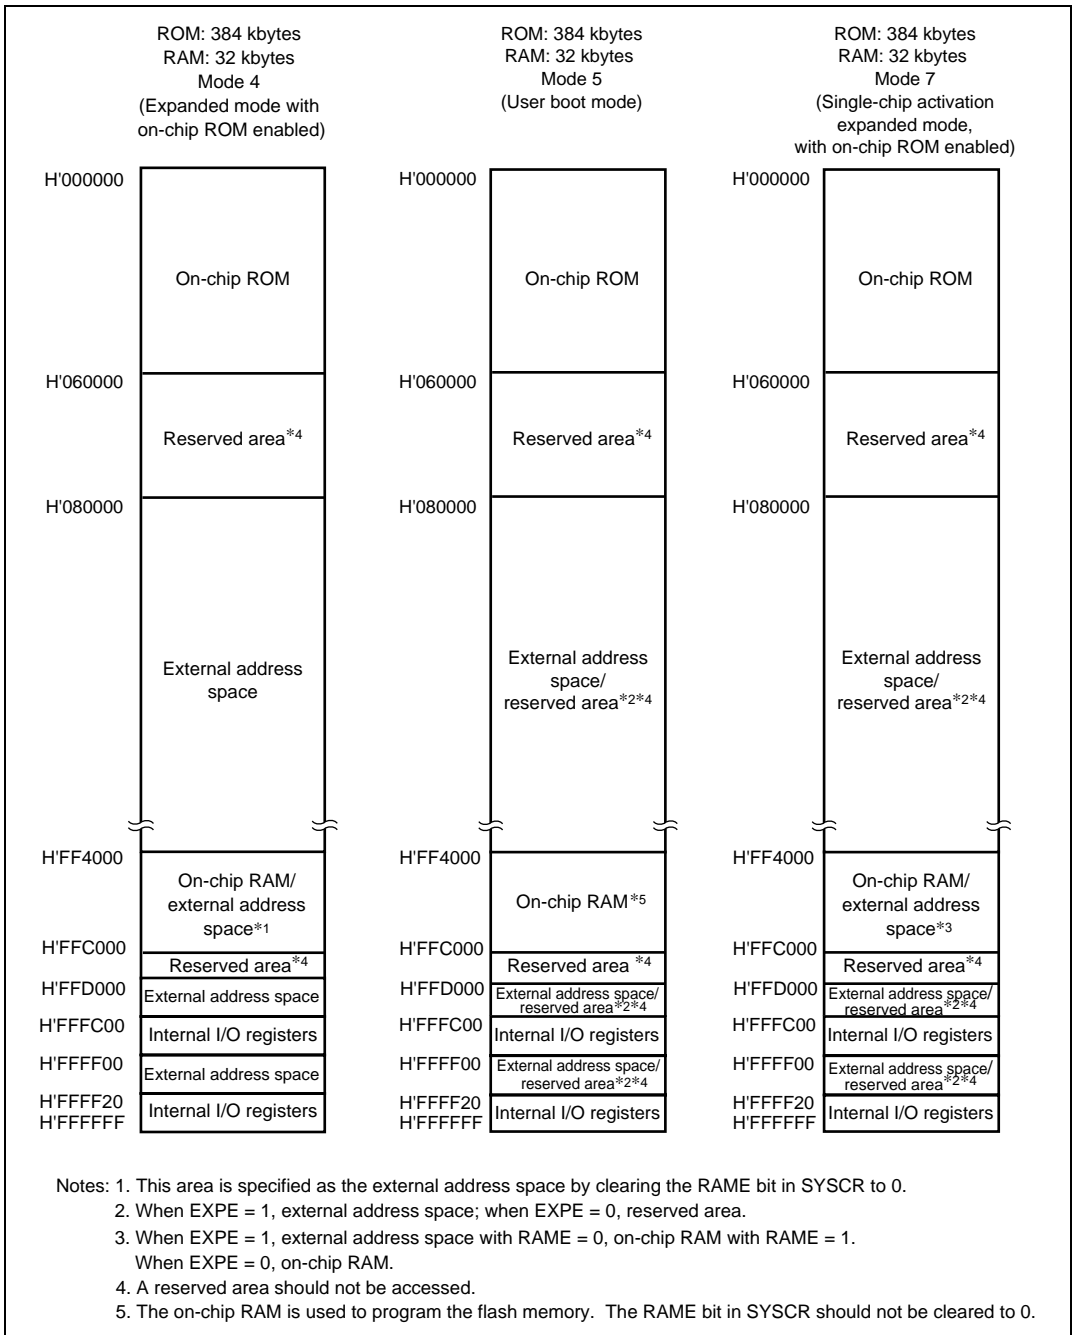 ROM: 384 kbytes
RAM: 32 kbytes
Mode 4
(Expanded mode with
on-chip ROM enabled)
ROM: 384 kbytes
RAM: 32 kbytes
Mode 5
(User boot mode)
ROM: 384 kbytes
RAM: 32 kbytes
Mode 7
(Single-chip activation
expanded mode,
with on-chip ROM enabled)
H'000000
On-chip ROM
H'060000
Reserved area*4
H'080000
External address
space
H'FF4000
On-chip RAM/
external address
space*1
H'FFC000
Reserved area*4
H'FFD000
External address space
H'FFFC00
Internal I/O registers
H'FFFF00
External address space
H'FFFF20
Internal I/O registers
H'FFFFFF
H'000000
On-chip ROM
H'060000
Reserved area*4
H'080000
External address
space/
reserved area*2*4
H'FF4000
On-chip RAM*5
H'FFC000
Reserved area *4
H'FFD000
External address space/
reserved area*2*4
H'FFFC00
Internal I/O registers
H'FFFF00
External address space/
reserved area*2*4
H'FFFF20
Internal I/O registers
H'FFFFFF
H'000000
On-chip ROM
H'060000
Reserved area*4
H'080000
External address
space/
reserved area*2*4
H'FF4000
On-chip RAM/
external address
space*3
H'FFC000
Reserved area*4
H'FFD000
External address space/
reserved area*2*4
H'FFFC00
Internal I/O registers
H'FFFF00
External address space/
reserved area*2*4
H'FFFF20
Internal I/O registers
H'FFFFFF
Notes: 1. This area is specified as the external address space by clearing the RAME bit in SYSCR to 0.
2. When EXPE = 1, external address space; when EXPE = 0, reserved area.
3. When EXPE = 1, external address space with RAME = 0, on-chip RAM with RAME = 1.
When EXPE = 0, on-chip RAM.
4. A reserved area should not be accessed.
5. The on-chip RAM is used to program the flash memory. The RAME bit in SYSCR should not be cleared to 0.